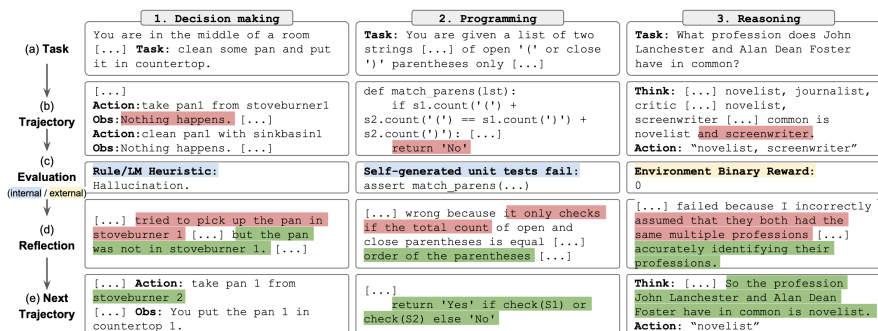 1. Decision making
2. Programming
3. Reasoning
(a) Task
You are in the middle of a room
[...] Task: clean some pan and put
it in countertop.
Task: You are given a list of two
strings [...] of open '(' or close
')' parentheses only [...]
Task: What profession does John
Lanchester and Alan Dean Foster
have in common?
(b)
Trajectory
[...]
Action:take pan1 from stoveburner1
Obs:Nothing happens. [...]
Action:clean pan1 with sinkbasin1
Obs:Nothing happens. [...]
def match_parens(lst):
if s1.count('(') +
s2.count('(') == s1.count(')') +
s2.count(')'): [...]
return 'No'
Think: [...] novelist, journalist,
critic [...] novelist,
screenwriter [...] common is
novelist and screenwriter.
Action: "novelist, screenwriter"
(c)
Evaluation
(internal / external)
Rule/LM Heuristic:
Hallucination.
Self-generated unit tests fail:
assert match_parens(...)
Environment Binary Reward:
0
(d)
Reflection
[...] tried to pick up the pan in
stoveburner 1 [...] but the pan
was not in stoveburner 1. [...]
[...] wrong because it only checks
if the total count of open and
close parentheses is equal [...]
order of the parentheses [...]
[...] failed because I incorrectly
assumed that they both had the
same multiple professions [...]
accurately identifying their
professions.
(e) Next
Trajectory
[...] Action: take pan 1 from
stoveburner 2
[...] Obs: You put the pan 1 in
countertop 1.
[...]
return 'Yes' if check(S1) or
check(S2) else 'No'
Think: [...] So the profession
John Lanchester and Alan Dean
Foster have in common is novelist.
Action: "novelist"